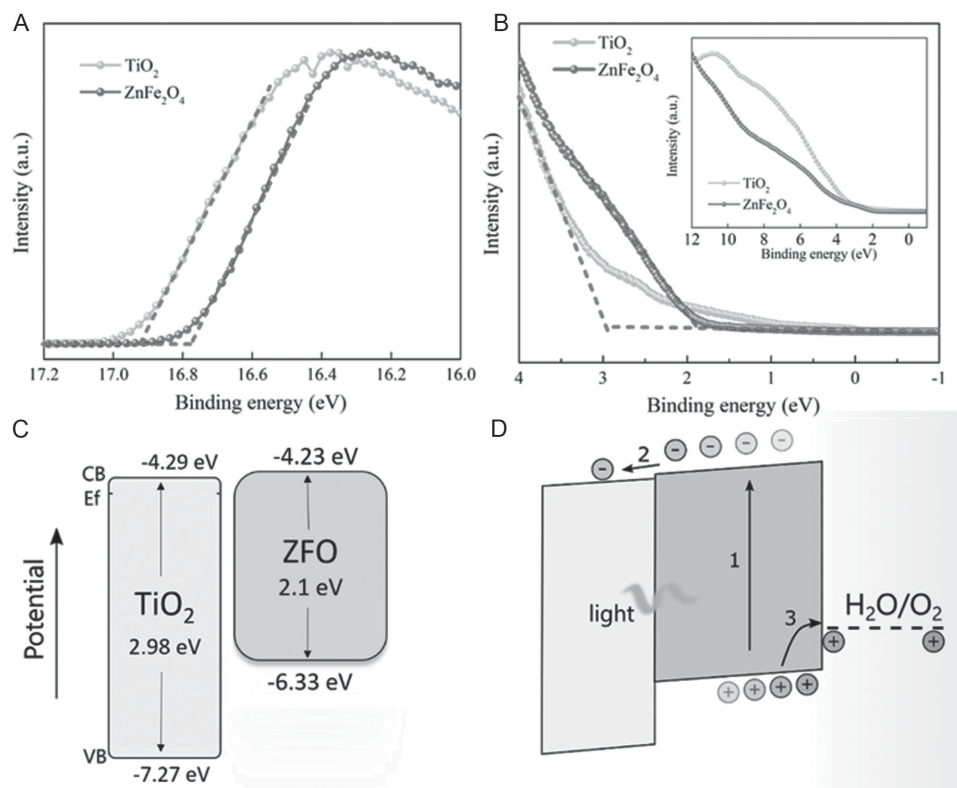 A
TiO₂
ZnFe₂O₄
Intensity (a.u.)
17.2 17.0 16.8 16.6 16.4 16.2 16.0
Binding energy (eV)
B
TiO₂
ZnFe₂O₄
Intensity (a.u.)
4 3 2 1 0 -1
Binding energy (eV)
Intensity (a.u.)
TiO₂
ZnFe₂O₄
12 10 8 6 4 2 0
Binding energy (eV)
C
-4.29 eV
-4.23 eV
CB
Ef
Potential
TiO₂
2.98 eV
ZFO
2.1 eV
-6.33 eV
VB
-7.27 eV
D
2
1
light
3
H₂O/O₂